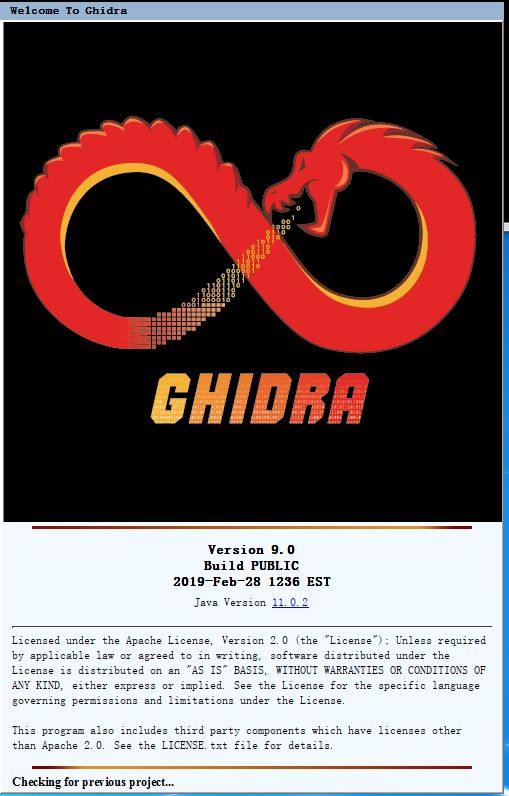 Welcome To Ghidra
GHIDRA
Version 9.0
Build PUBLIC
2019-Feb-28 1236 EST
Java Version 11.0.2
Licensed under the Apache License, Version 2.0 (the "License"); Unless required
by applicable law or agreed to in writing, software distributed under the
License is distributed on an "AS IS" BASIS, WITHOUT WARRANTIES OR CONDITIONS OF
ANY KIND, either express or implied. See the License for the specific language
governing permissions and limitations under the License.
This program also includes third party components which have licenses other
than Apache 2.0. See the LICENSE.txt file for details.
Checking for previous project...